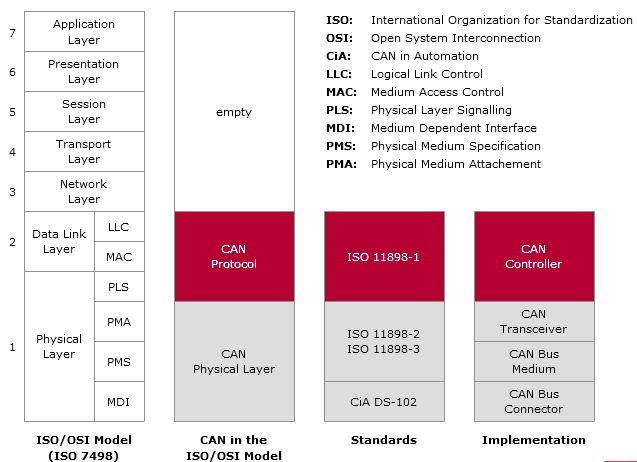 7
Application
Layer
6
Presentation
Layer
5
Session
Layer
4
Transport
Layer
3
Network
Layer
2
Data Link
Layer
LLC
MAC
1
Physical
Layer
PLS
PMA
PMS
MDI
ISO/OSI Model
(ISO 7498)
empty
CAN
Protocol
CAN
Physical Layer
CAN in the
ISO/OSI Model
ISO: International Organization for Standardization
OSI: Open System Interconnection
CiA: CAN in Automation
LLC: Logical Link Control
MAC: Medium Access Control
PLS: Physical Layer Signalling
MDI: Medium Dependent Interface
PMS: Physical Medium Specification
PMA: Physical Medium Attachement
ISO 11898-1
ISO 11898-2
ISO 11898-3
CiA DS-102
Standards
CAN
Controller
CAN
Transceiver
CAN Bus
Medium
CAN Bus
Connector
Implementation